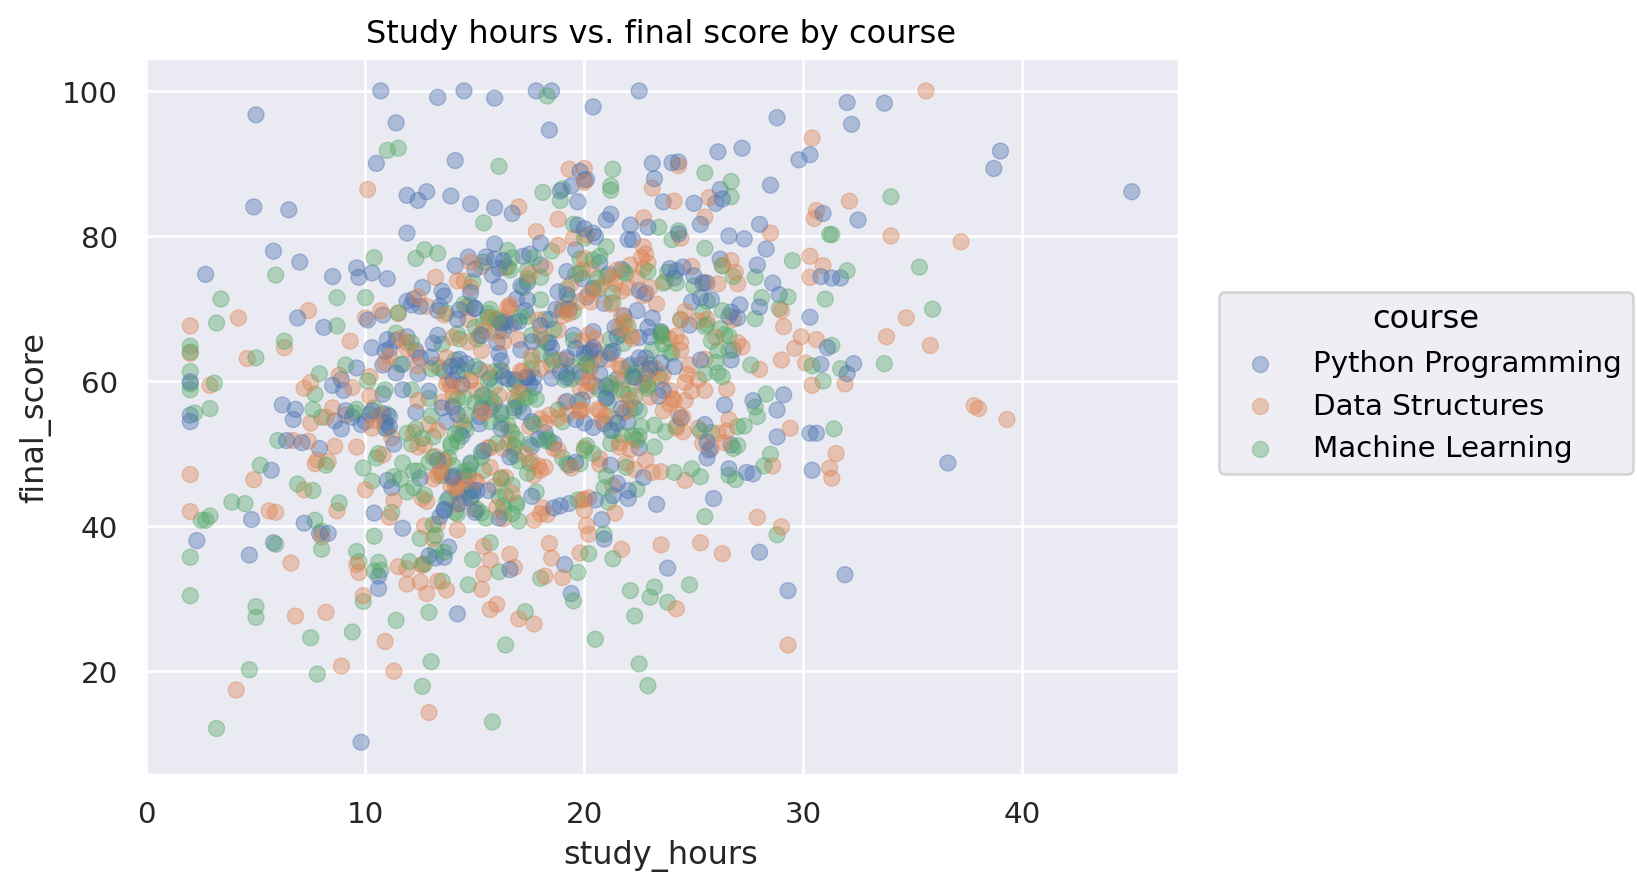 Study hours vs. final score by course
100
80
60
40
20
final_score
0 10 20 30 40
study_hours
course
Python Programming
Data Structures
Machine Learning